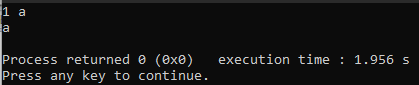 1 a
a
Process returned 0 (0x0)   execution time : 1.956 s
Press any key to continue.